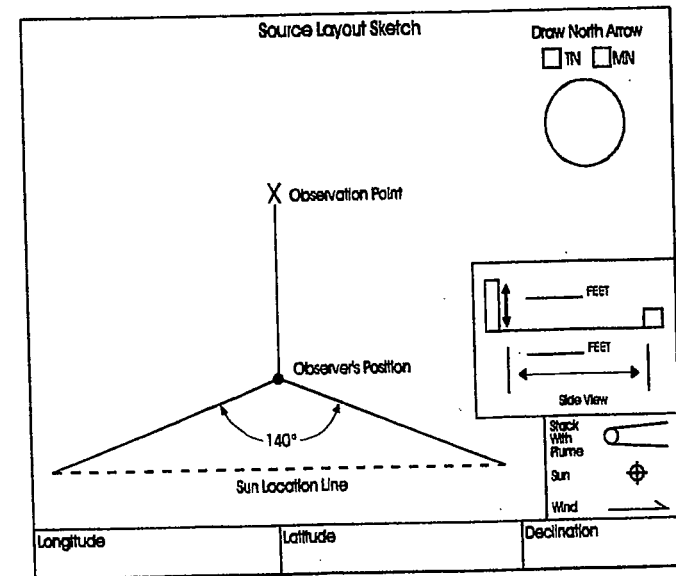 Source Layout Sketch
Draw North Arrow
TN MN
X Observation Point
FEET
FEET
Side View
Observer's Position
140°
Sun Location Line
Stack
With
Plume
Sun
Wind
Longitude
Latitude
Declination